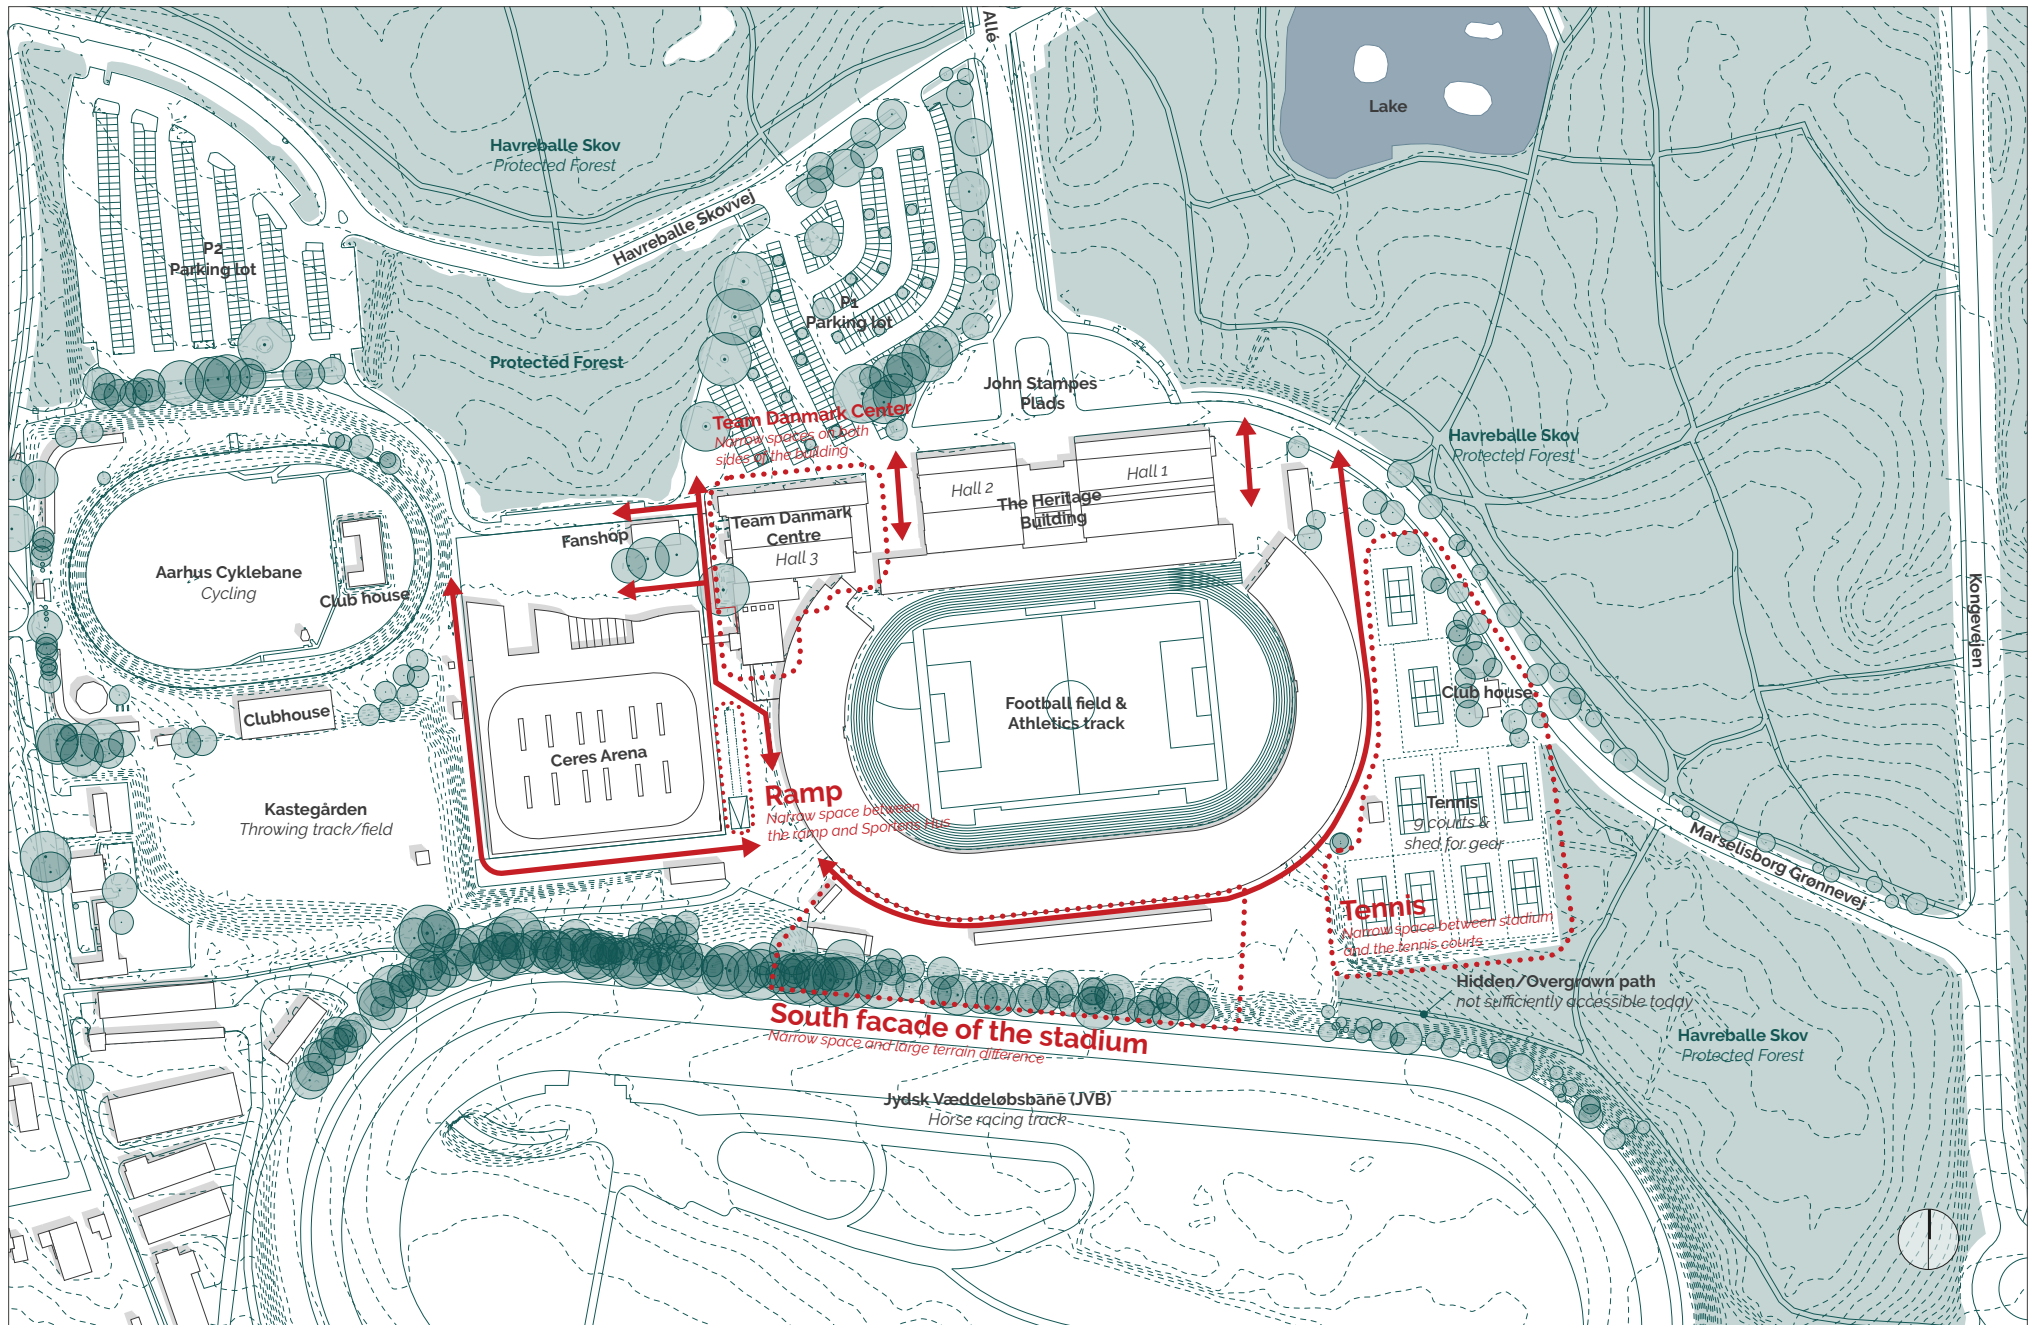 Allé
Lake
Havreballe Skov
Protected Forest
Havreballe Skovvej
P2
Parking lot
P1
Parking lot
Protected Forest
John Stampes
Plads
Team Danmark Center
Narrow spaces on both
sides of the building
Havreballe Skov
Protected Forest
Hall 1
Hall 2
The Heritage
Building
Team Danmark
Centre
Hall 3
Fanshop
Aarhus Cyklebane
Cycling
Club house
Kongevejen
Club house
Football field &
Athletics track
Clubhouse
Ceres Arena
Ramp
Narrow space between
the ramp and Sportens Hus
Kastegården
Throwing track/field
Tennis
9 courts &
shed for gear
Marselisborg Grønnevej
Tennis
Narrow space between stadium
and the tennis courts
Hidden/Overgrown path
not sufficiently accessible today
South facade of the stadium
Narrow space and large terrain difference
Havreballe Skov
Protected Forest
Jydsk Væddeløbsbane (JVB)
Horse racing track